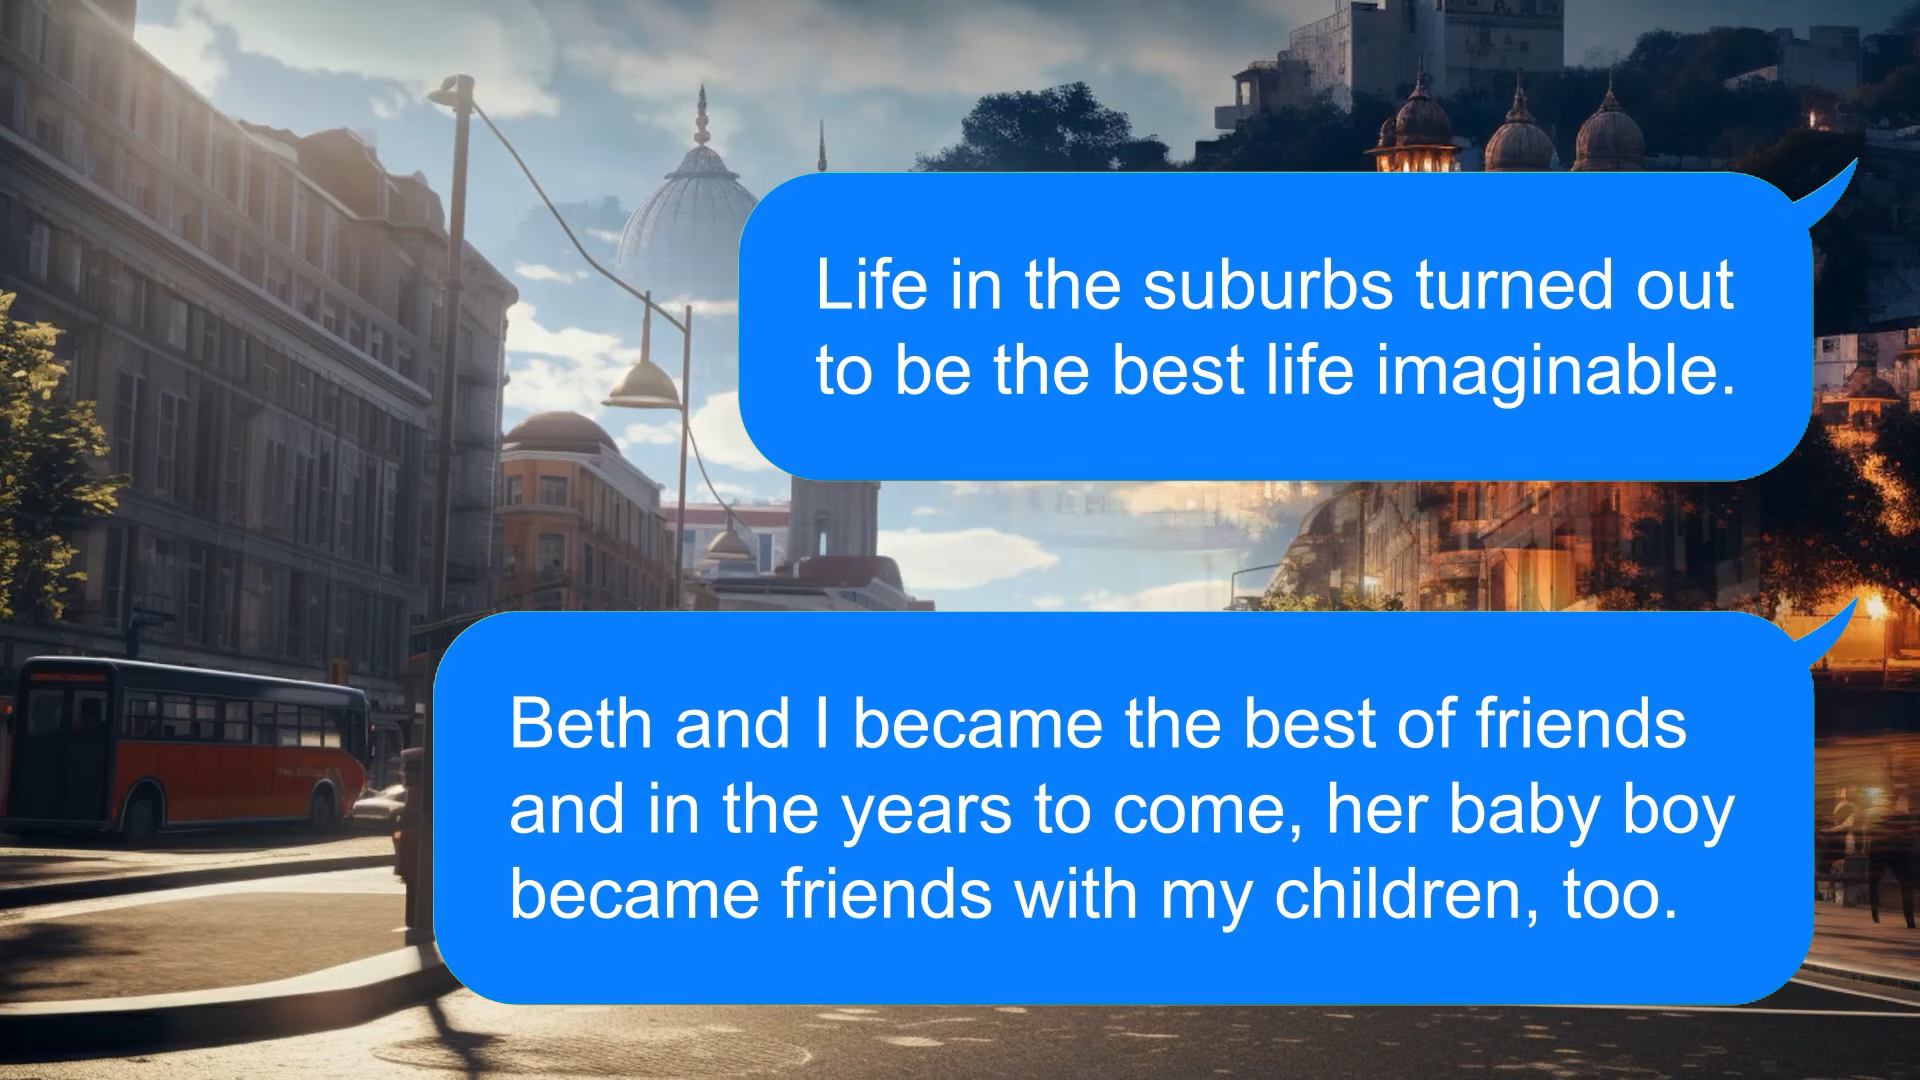 Life in the suburbs turned out
to be the best life imaginable.
Beth and I became the best of friends
and in the years to come, her baby boy
became friends with my children, too.